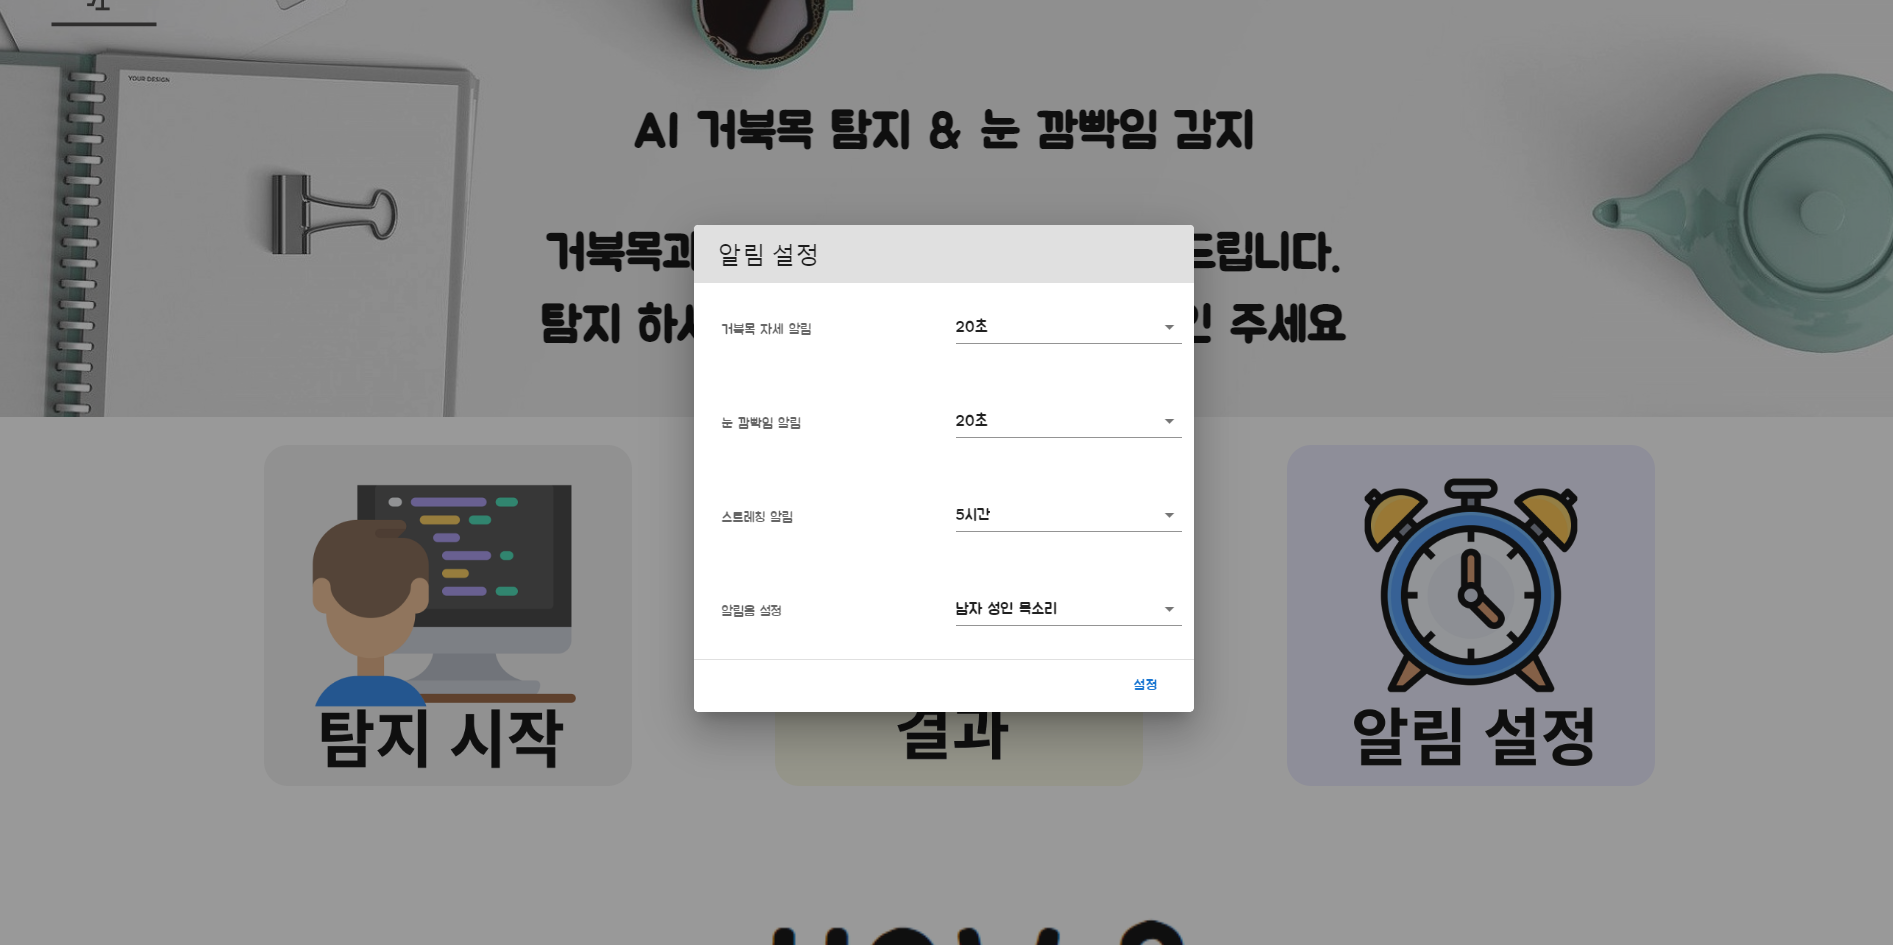 YOUR DESIGN
AI 거북목 탐지 & 눈 깜빡임 감지
거북목과 드립니다.
탐지 하 주세요
알림 설정
거북목 자세 알림 20초
눈 깜빡임 알림 20초
스트레칭 알림 5시간
알림음 설정 남자 성인 목소리
설정
탐지 시작 결과 알림 설정